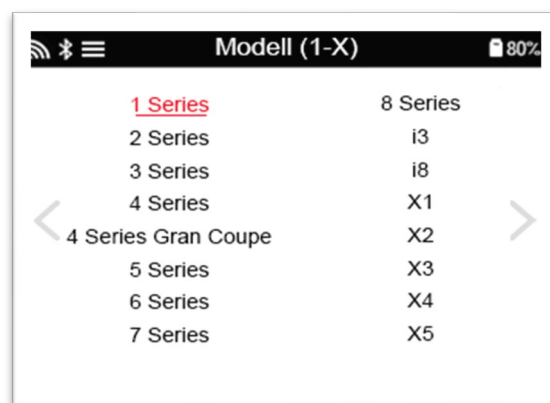 Modell (1-X) 80%
1 Series
2 Series
3 Series
4 Series
4 Series Gran Coupe
5 Series
6 Series
7 Series
8 Series
i3
i8
X1
X2
X3
X4
X5